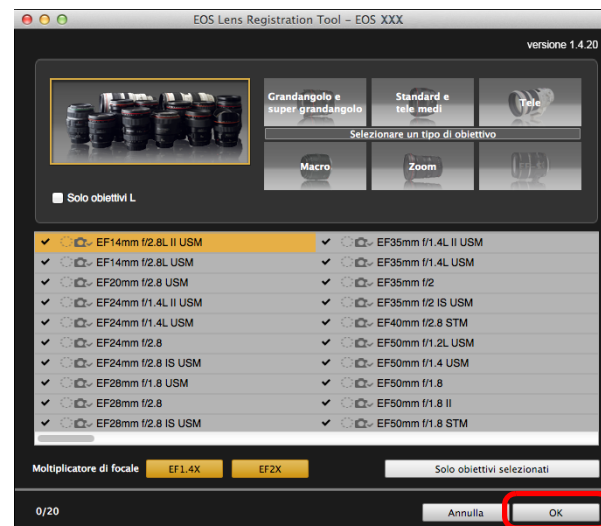 EOS Lens Registration Tool – EOS XXX
versione 1.4.20
Grandangolo e
super grandangolo
Standard e
tele medi
Tele
Selezionare un tipo di obiettivo
Macro
Zoom
Solo obiettivi L
EF14mm f/2.8L II USM
EF14mm f/2.8L USM
EF20mm f/2.8 USM
EF24mm f/1.4L II USM
EF24mm f/1.4L USM
EF24mm f/2.8
EF24mm f/2.8 IS USM
EF28mm f/1.8 USM
EF28mm f/2.8
EF28mm f/2.8 IS USM
EF35mm f/1.4L II USM
EF35mm f/1.4L USM
EF35mm f/2
EF35mm f/2 IS USM
EF40mm f/2.8 STM
EF50mm f/1.2L USM
EF50mm f/1.4 USM
EF50mm f/1.8
EF50mm f/1.8 II
EF50mm f/1.8 STM
Moltiplicatore di focale
EF1.4X
EF2X
Solo obiettivi selezionati
0/20
Annulla
OK